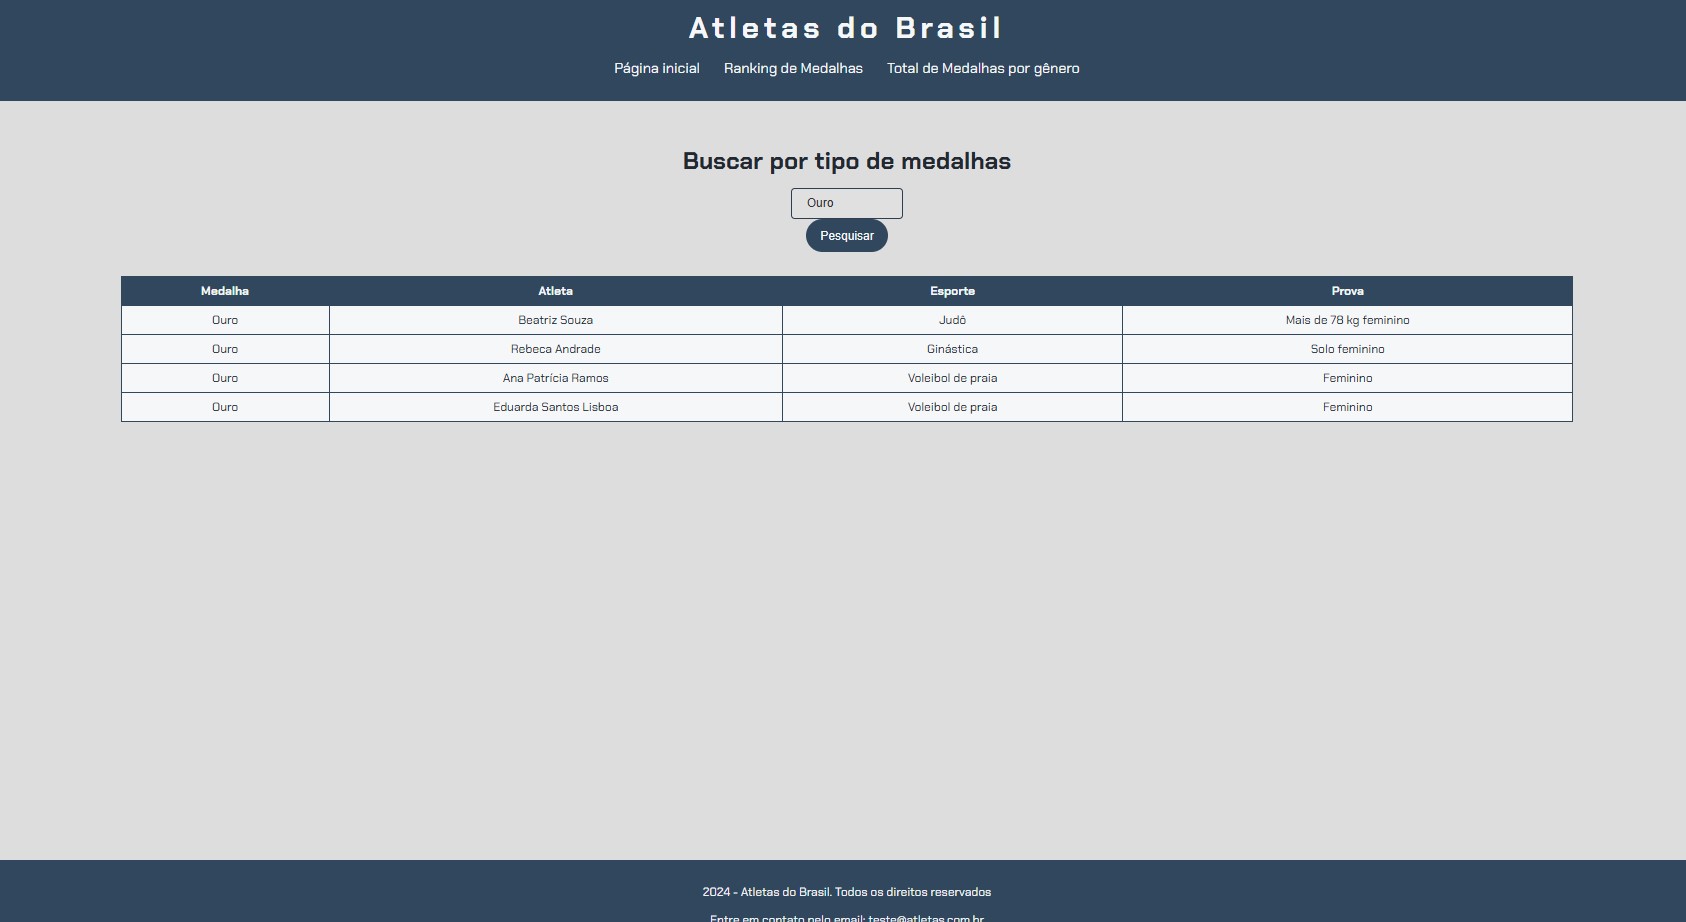 Atletas do Brasil
Página inicial Ranking de Medalhas Total de Medalhas por gênero
Buscar por tipo de medalhas
Ouro
Pesquisar
Medalha Atleta Esporte Prova
Ouro Beatriz Souza Judô Mais de 78 kg feminino
Ouro Rebeca Andrade Ginástica Solo feminino
Ouro Ana Patrícia Ramos Voleibol de praia Feminino
Ouro Eduarda Santos Lisboa Voleibol de praia Feminino
2024 - Atletas do Brasil. Todos os direitos reservados
Entre em contato pelo email: teste@atletas.com.br